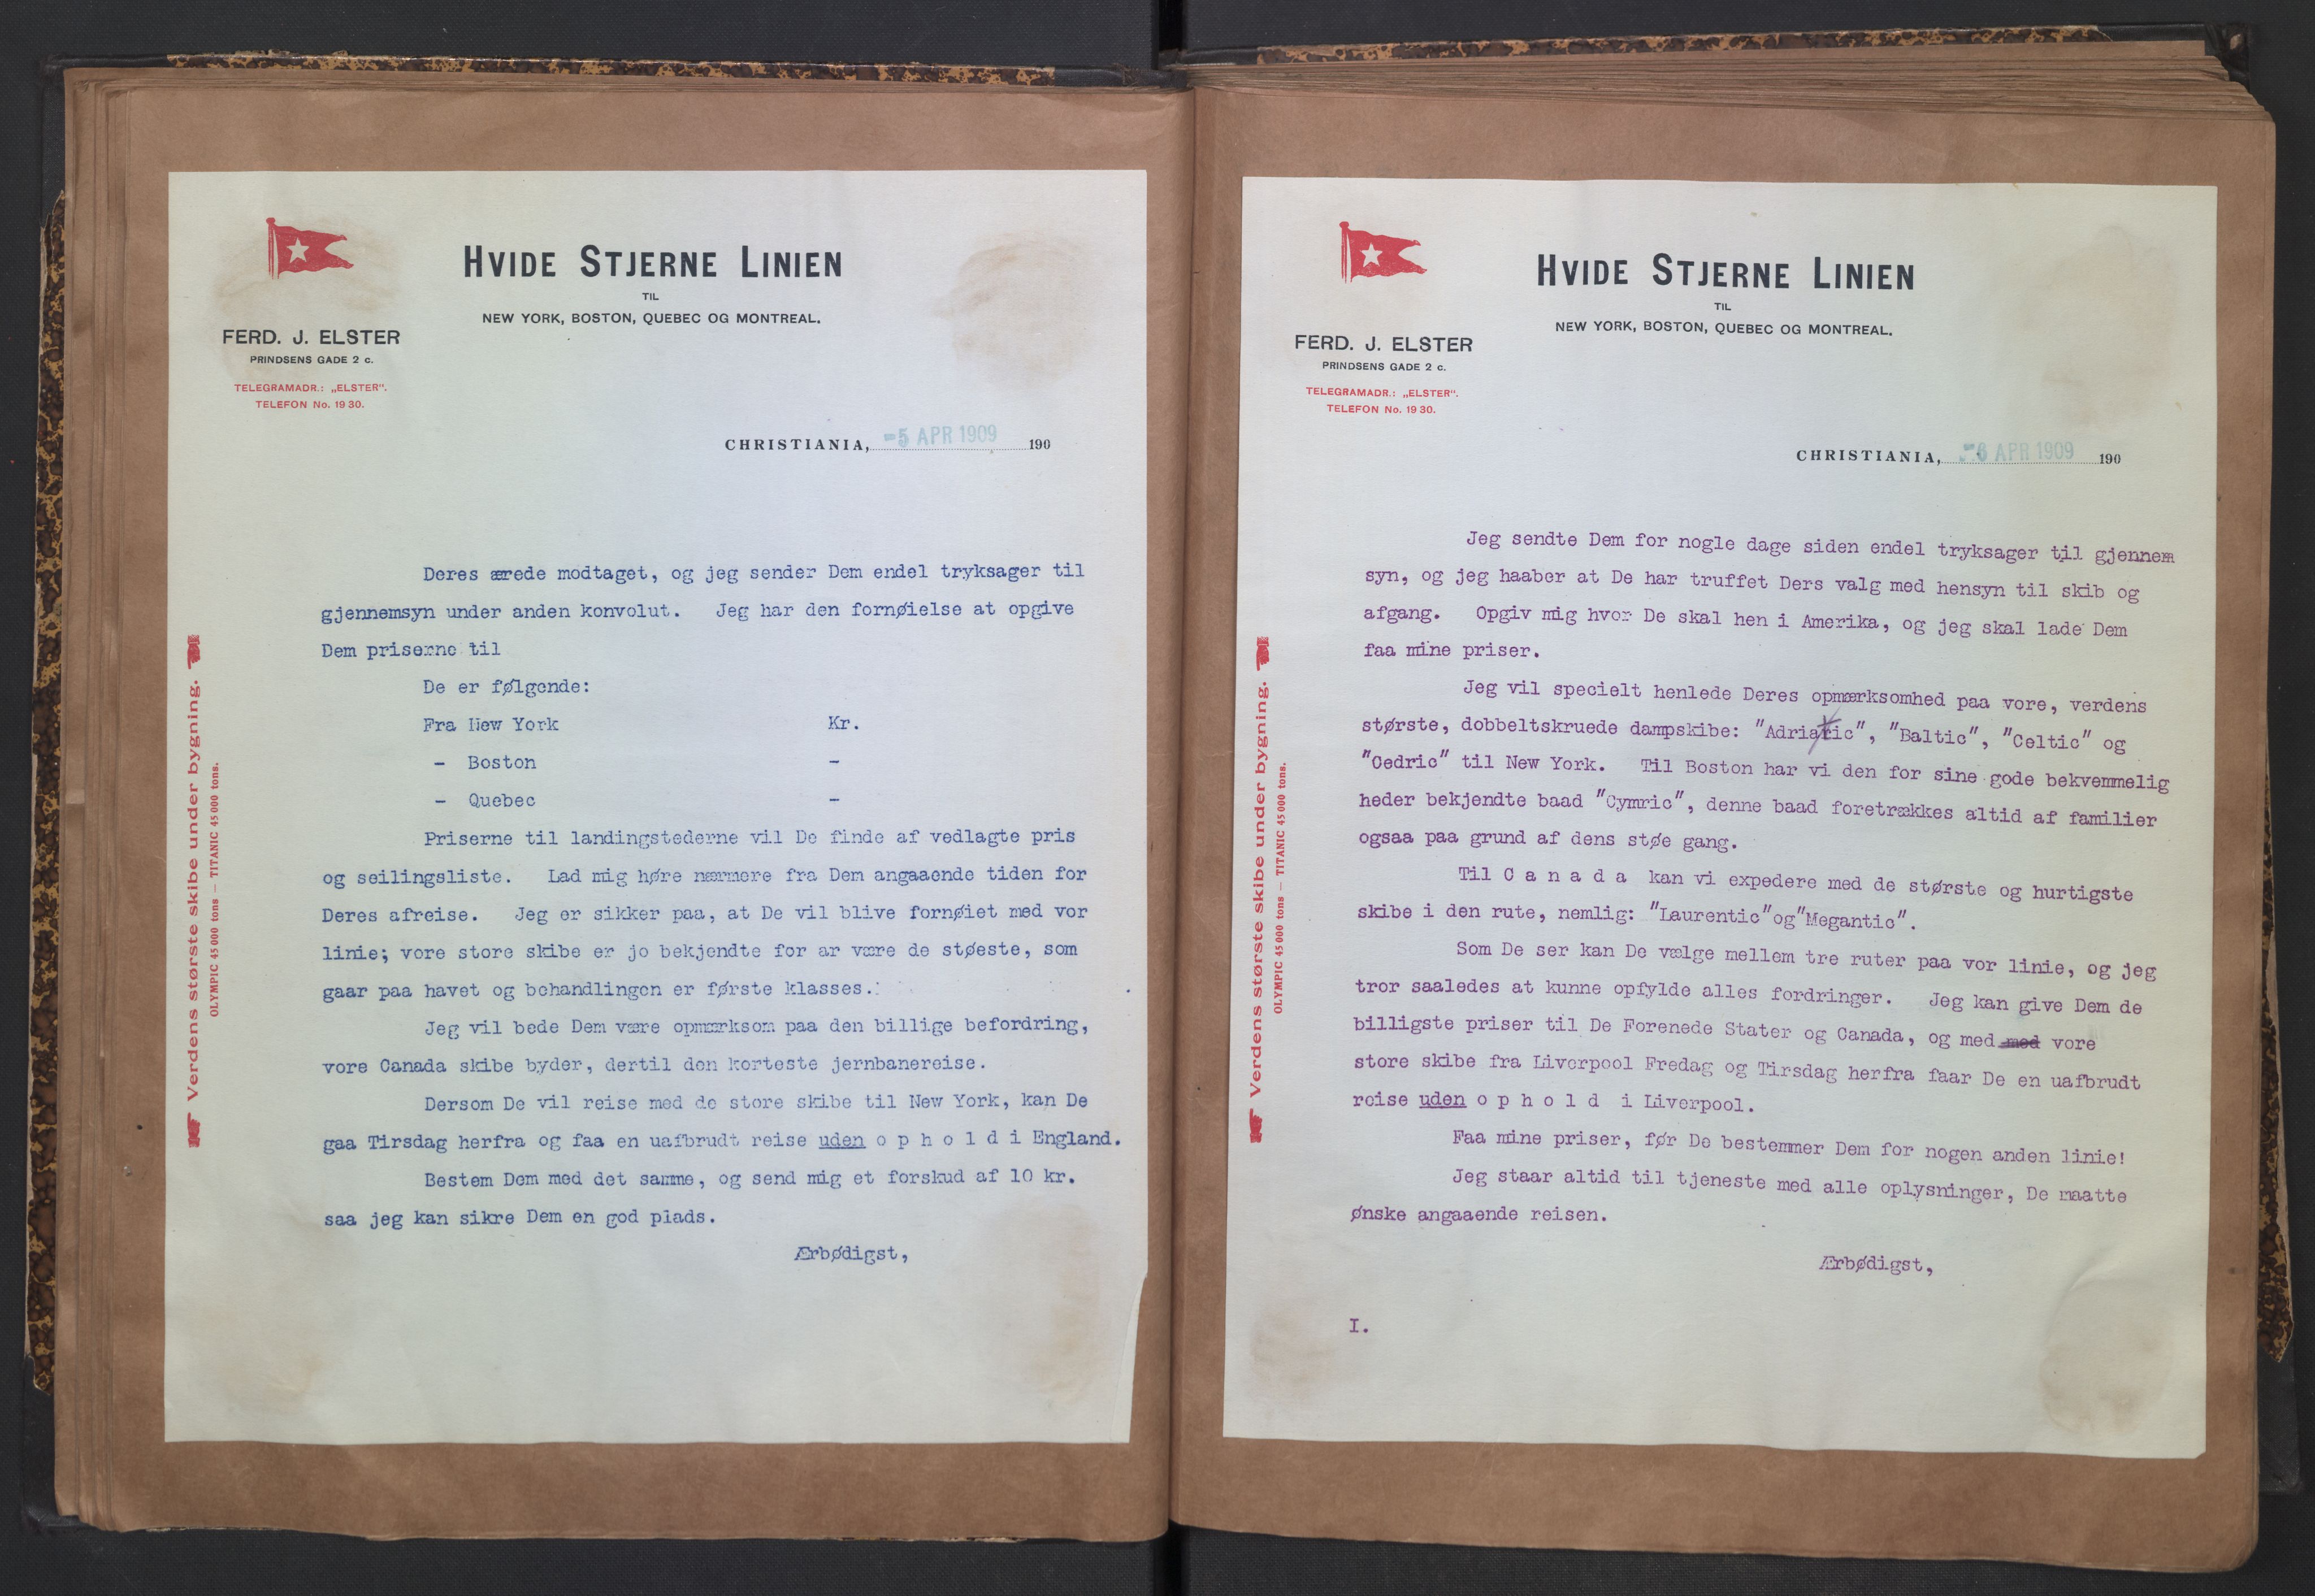 HVIDE STJERNE LINIEN
TIL
NEW YORK, BOSTON, QUEBEC OG MONTREAL.
FERD. J. ELSTER
PRINDSENS GADE 2 c.
TELEGRAMADR.: „ELSTER“.
TELEFON No. 1930.
CHRISTIANIA, -5 APR 1909 190
Verdens største skibe under bygning.
OLYMPIC 45000 tons — TITANIC 45000 tons.
Deres ærede modtaget, og jeg sender Dem endel tryksager til
gjennemsyn under anden konvolut. Jeg har den fornøielse at opgive
Dem priserne til
De er følgende:
Fra New York Kr.
- Boston -
- Quebec -
Priserne til landingstederne vil De finde af vedlagte pris
og seilingsliste. Lad mig høre nærmere fra Dem angaaende tiden for
Deres afreise. Jeg er sikker paa, at De vil blive fornøiet med vor
linie; vore store skibe er jo bekjendte for ar være de støeste, som
gaar paa havet og behandlingen er første klasses.
Jeg vil bede Dem være opmærksom paa den billige befordring,
vore Canada skibe byder, dertil den korteste jernbanereise.
Dersom De vil reise med de store skibe til New York, kan De
gaa Tirsdag herfra og faa en uafbrudt reise uden o p h o l d i England.
Bestem Dem med det samme, og send mig et forskud af 10 kr.
saa jeg kan sikre Dem en god plads.
Ærbødigst,
HVIDE STJERNE LINIEN
TIL
NEW YORK, BOSTON, QUEBEC OG MONTREAL.
FERD. J. ELSTER
PRINDSENS GADE 2 c.
TELEGRAMADR.: „ELSTER“.
TELEFON No. 1930.
CHRISTIANIA, -6 APR 1909 190
Verdens største skibe under bygning.
OLYMPIC 45000 tons — TITANIC 45000 tons.
Jeg sendte Dem for nogle dage siden endel tryksager til gjennem
syn, og jeg haaber at De har truffet Ders valg med hensyn til skib og
afgang. Opgiv mig hvor De skal hen i Amerika, og jeg skal lade Dem
faa mine priser.
Jeg vil specielt henlede Deres opmærksomhed paa vore, verdens
største, dobbeltskruede dampskibe: "Adriatic", "Baltic", "Celtic" og
"Cedric" til New York. Til Boston har vi den for sine gode bekvemmelig
heder bekjendte baad "Cymric", denne baad foretrækkes altid af familier
ogsaa paa grund af dens støe gang.
Til C a n a d a kan vi expedere med de største og hurtigste
skibe i den rute, nemlig: "Laurentic"og"Megantic".
Som De ser kan De vælge mellem tre ruter paa vor linie, og jeg
tror saaledes at kunne opfylde alles fordringer. Jeg kan give Dem de
billigste priser til De Forenede Stater og Canada, og med med vore
store skibe fra Liverpool Fredag og Tirsdag herfra faar De en uafbrudt
reise uden o p h o l d i Liverpool.
Faa mine priser, før De bestemmer Dem for nogen anden linie!
Jeg staar altid til tjeneste med alle oplysninger, De maatte
ønske angaaende reisen.
Ærbødigst,
I.